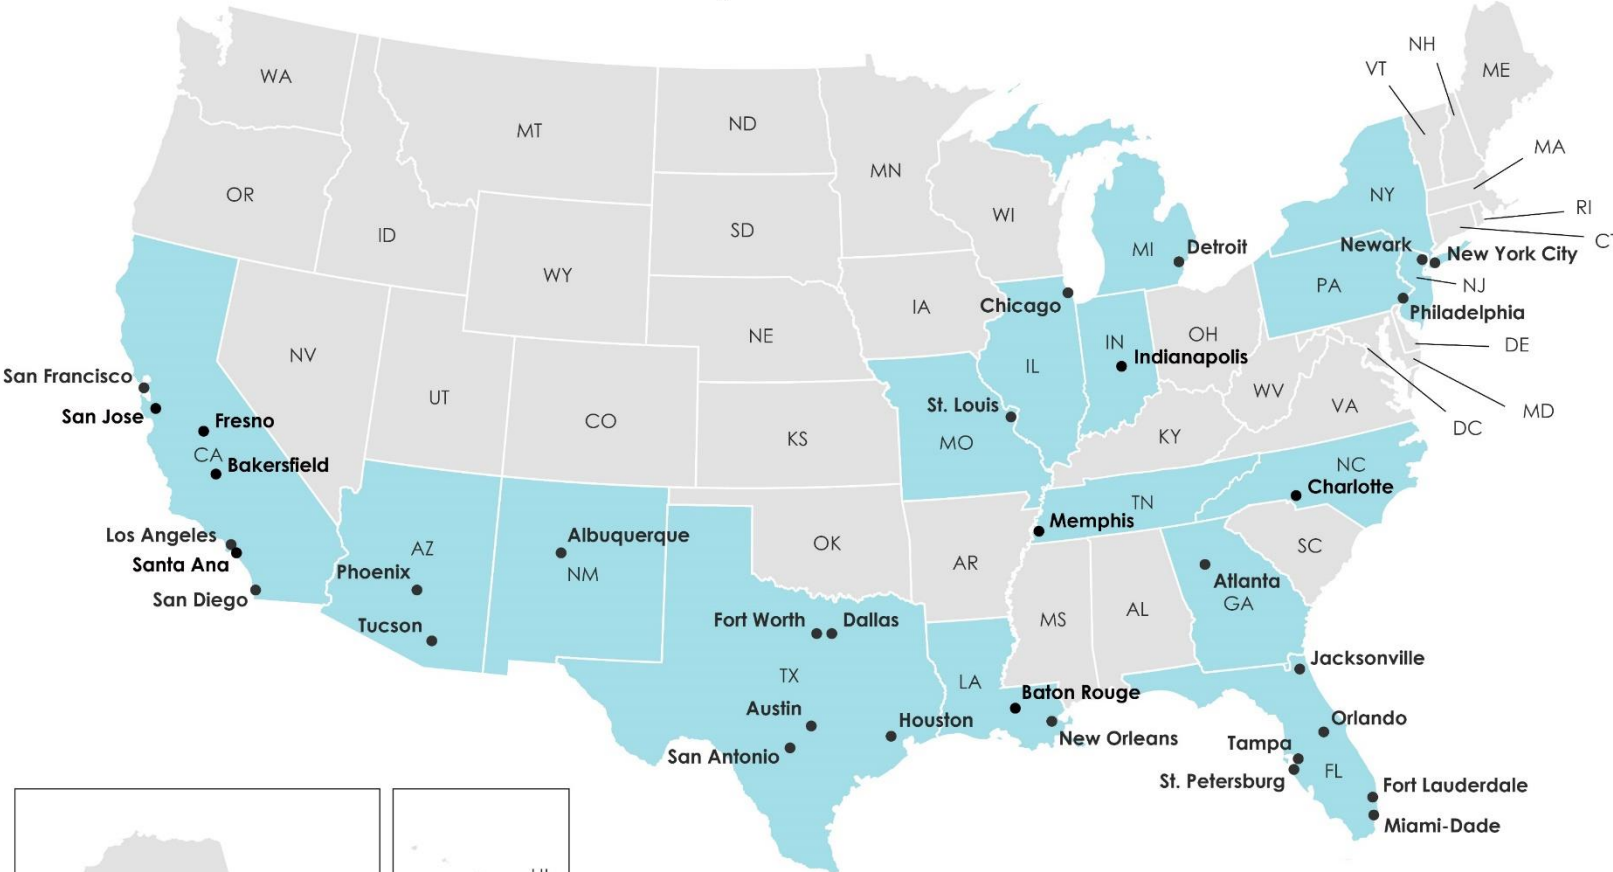 NH
VT
ME
WA
MT
ND
MN
MA
OR
ID
WI
NY
RI
CT
SD
MI
Detroit
Newark
New York City
WY
PA
NJ
IA
Chicago
Philadelphia
NE
OH
IN
Indianapolis
DE
NV
IL
San Francisco
UT
WV
VA
MD
San Jose
Fresno
CO
KS
St. Louis
MO
KY
DC
CA
Bakersfield
NC
Charlotte
TN
Memphis
Los Angeles
Santa Ana
San Diego
AZ
Phoenix
Tucson
Albuquerque
NM
OK
AR
SC
Atlanta
GA
Fort Worth
Dallas
MS
AL
TX
LA
Baton Rouge
Jacksonville
Austin
Houston
New Orleans
Orlando
San Antonio
Tampa
St. Petersburg
FL
Fort Lauderdale
Miami-Dade